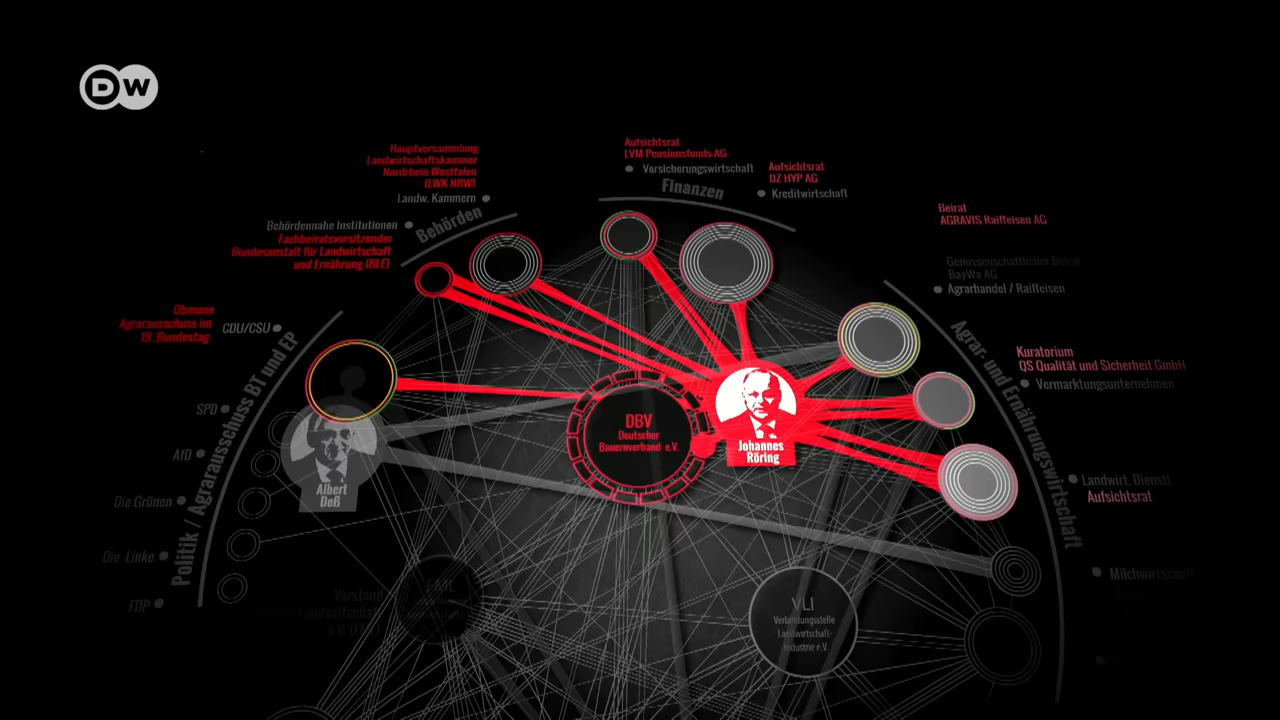 DW
Hauptversammlung
Landwirtschaftskammer
Nordrhein Westfalen
(LWK NRW)
Landw. Kammern
Behördennahe Institutionen
Fachbeiratsvorsitzender
Bundesanstalt für Landwirtschaft
und Ernährung (BLE)
Behörden
Aufsichtsrat
LVM Pensionsfonds AG
Versicherungswirtschaft
Aufsichtsrat
DZ HYP AG
Kreditwirtschaft
Finanzen
Beirat
AGRAVIS Raiffeisen AG
Genossenschaftlicher Beirat
BayWa AG
Agrarhandel / Raiffeisen
Kuratorium
QS Qualität und Sicherheit GmbH
Vermarktungsunternehmen
Agrar- und Ernährungswirtschaft
Landwirt. Dienstl
Aufsichtsrat
Milchwirtschaft
Obmann
Agrarausschuss im
19. Bundestag
CDU/CSU
SPD
AfD
Die Grünen
Die Linke
FDP
Politik / Agrarausschuss BT und EP
Albert
Deß
DBV
Deutscher
Bauernverband e.V.
Johannes
Röring
Vorstand
VLI
Verbindungsstelle
Landwirtschaft-
Industrie e.V.